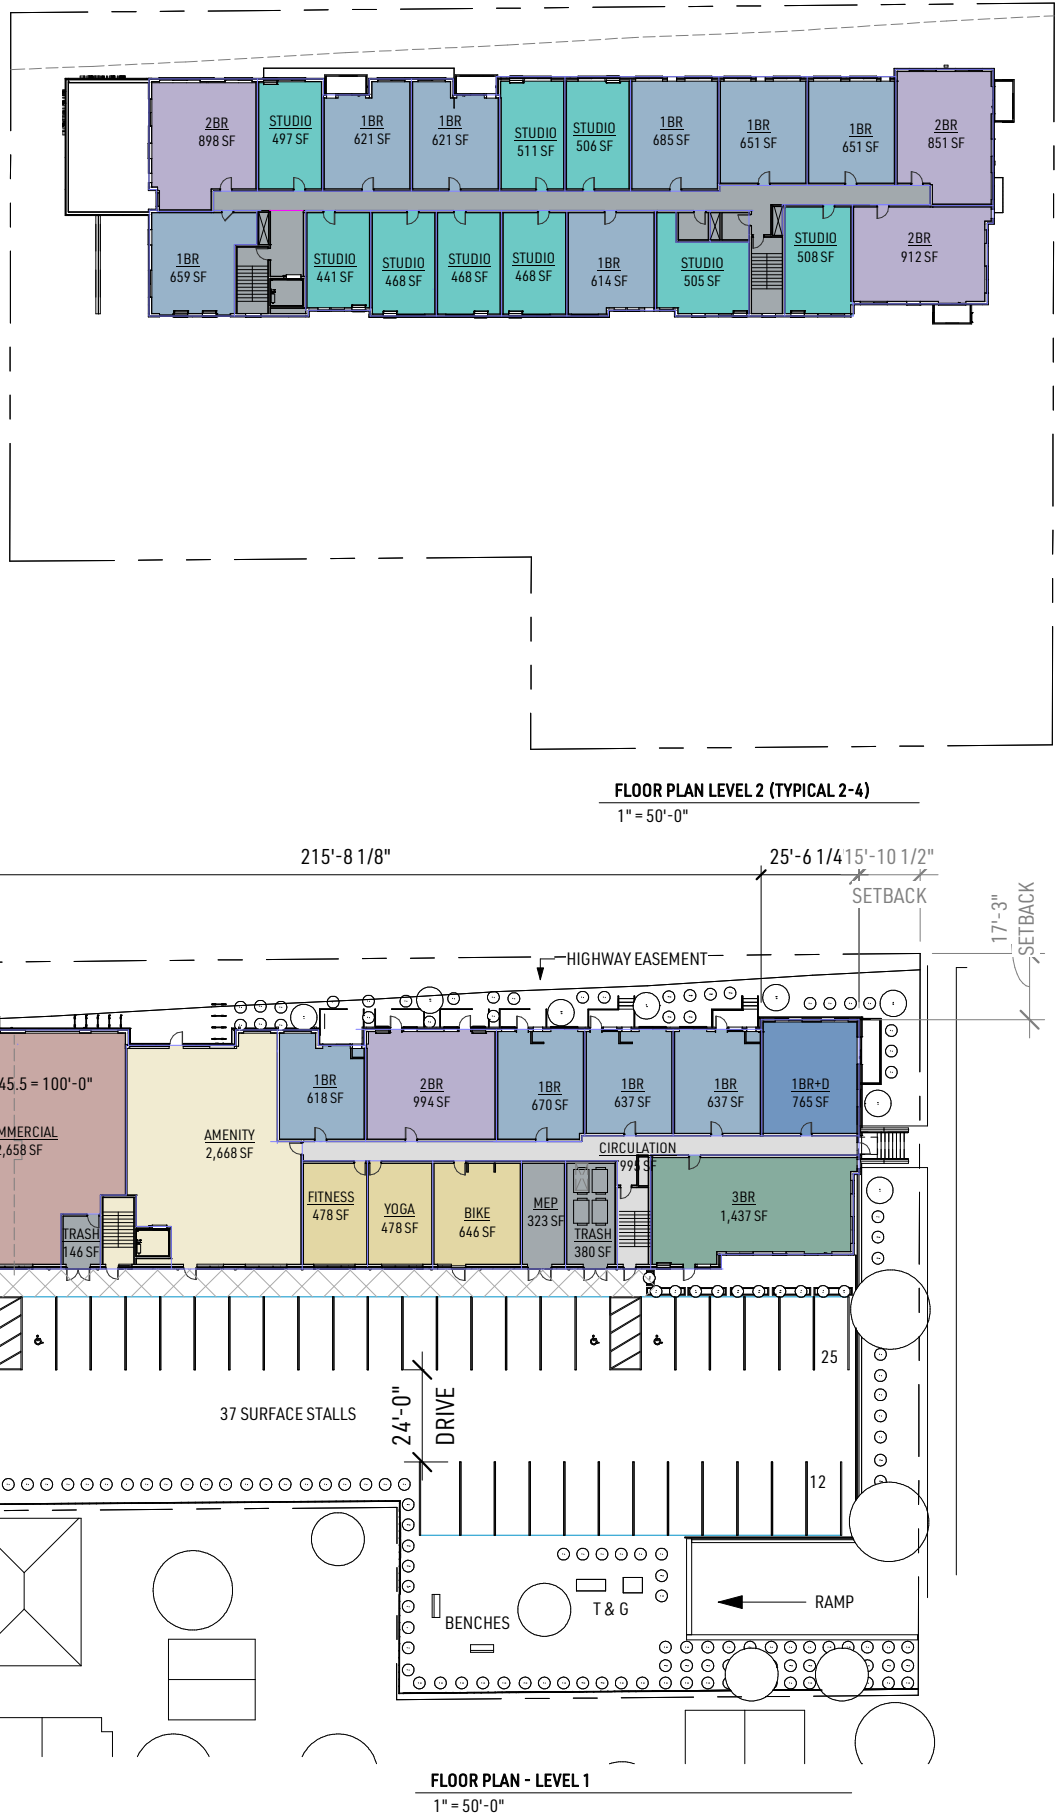 2BR
898 SF
STUDIO
497 SF
1BR
621 SF
1BR
621 SF
STUDIO
511 SF
STUDIO
506 SF
1BR
685 SF
1BR
651 SF
1BR
651 SF
2BR
851 SF
1BR
659 SF
STUDIO
441 SF
STUDIO
468 SF
STUDIO
468 SF
STUDIO
468 SF
1BR
614 SF
STUDIO
505 SF
STUDIO
508 SF
2BR
912 SF
FLOOR PLAN LEVEL 2 (TYPICAL 2-4)
1" = 50'-0"
215'-8 1/8"
25'-6 1/4
15'-10 1/2"
SETBACK
17'-3"
SETBACK
HIGHWAY EASEMENT
45.5 = 100'-0"
MMERCIAL
2,658 SF
AMENITY
2,668 SF
1BR
618 SF
2BR
994 SF
1BR
670 SF
1BR
637 SF
1BR
637 SF
1BR+D
765 SF
CIRCULATION
995 SF
TRASH
146 SF
FITNESS
478 SF
YOGA
478 SF
BIKE
646 SF
MEP
323 SF
TRASH
380 SF
3BR
1,437 SF
25
37 SURFACE STALLS
24'-0"
DRIVE
12
BENCHES
T & G
RAMP
FLOOR PLAN - LEVEL 1
1" = 50'-0"